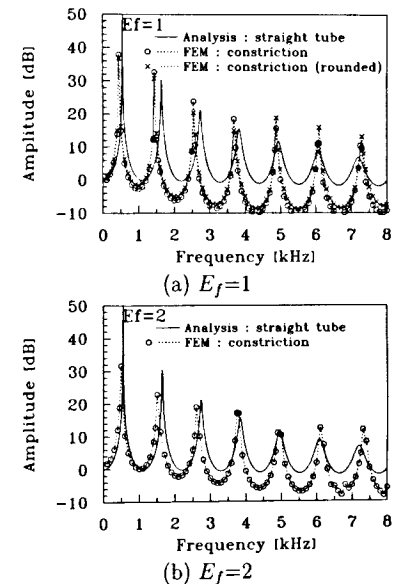 Ef=1
Analysis : straight tube
FEM : constriction
FEM : constriction (rounded)
Amplitude [dB]
50
40
30
20
10
0
-10
0 1 2 3 4 5 6 7 8
Frequency [kHz]
(a) E_f=1
Ef=2
Analysis : straight tube
FEM : constriction
Amplitude [dB]
50
40
30
20
10
0
-10
0 1 2 3 4 5 6 7 8
Frequency [kHz]
(b) E_f=2